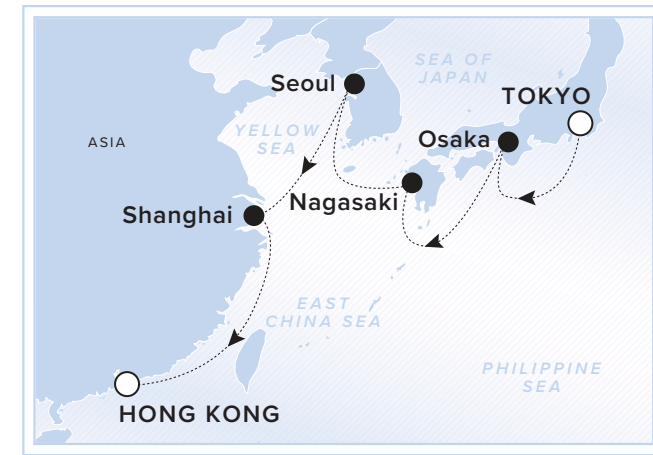 SEA OF
JAPAN
Seoul
TOKYO
YELLOW
SEA
ASIA
Osaka
Nagasaki
Shanghai
EAST
CHINA SEA
PHILIPPINE
SEA
HONG KONG